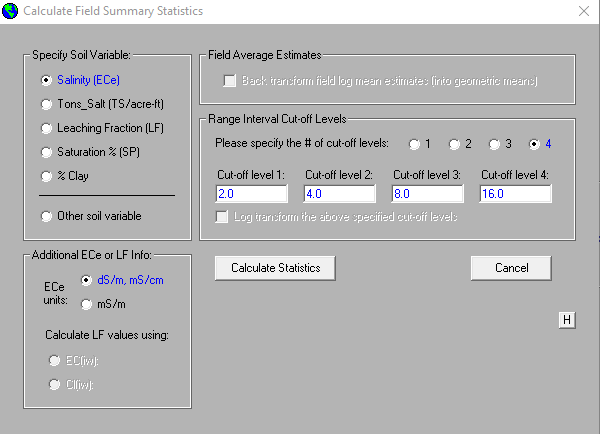 Calculate Field Summary Statistics
Specify Soil Variable:
Salinity (ECe)
Tons_Salt (TS/acre-ft)
Leaching Fraction (LF)
Saturation % (SP)
% Clay
Other soil variable
Additional ECe or LF Info:
ECe units:
dS/m, mS/cm
mS/m
Calculate LF values using:
EC(iw):
Cl(iw):
Field Average Estimates
Back transform field log mean estimates (into geometric means)
Range Interval Cut-off Levels
Please specify the # of cut-off levels: 1 2 3 4
Cut-off level 1: Cut-off level 2: Cut-off level 3: Cut-off level 4:
2.0 4.0 8.0 16.0
Log transform the above specified cut-off levels
Calculate Statistics Cancel
H